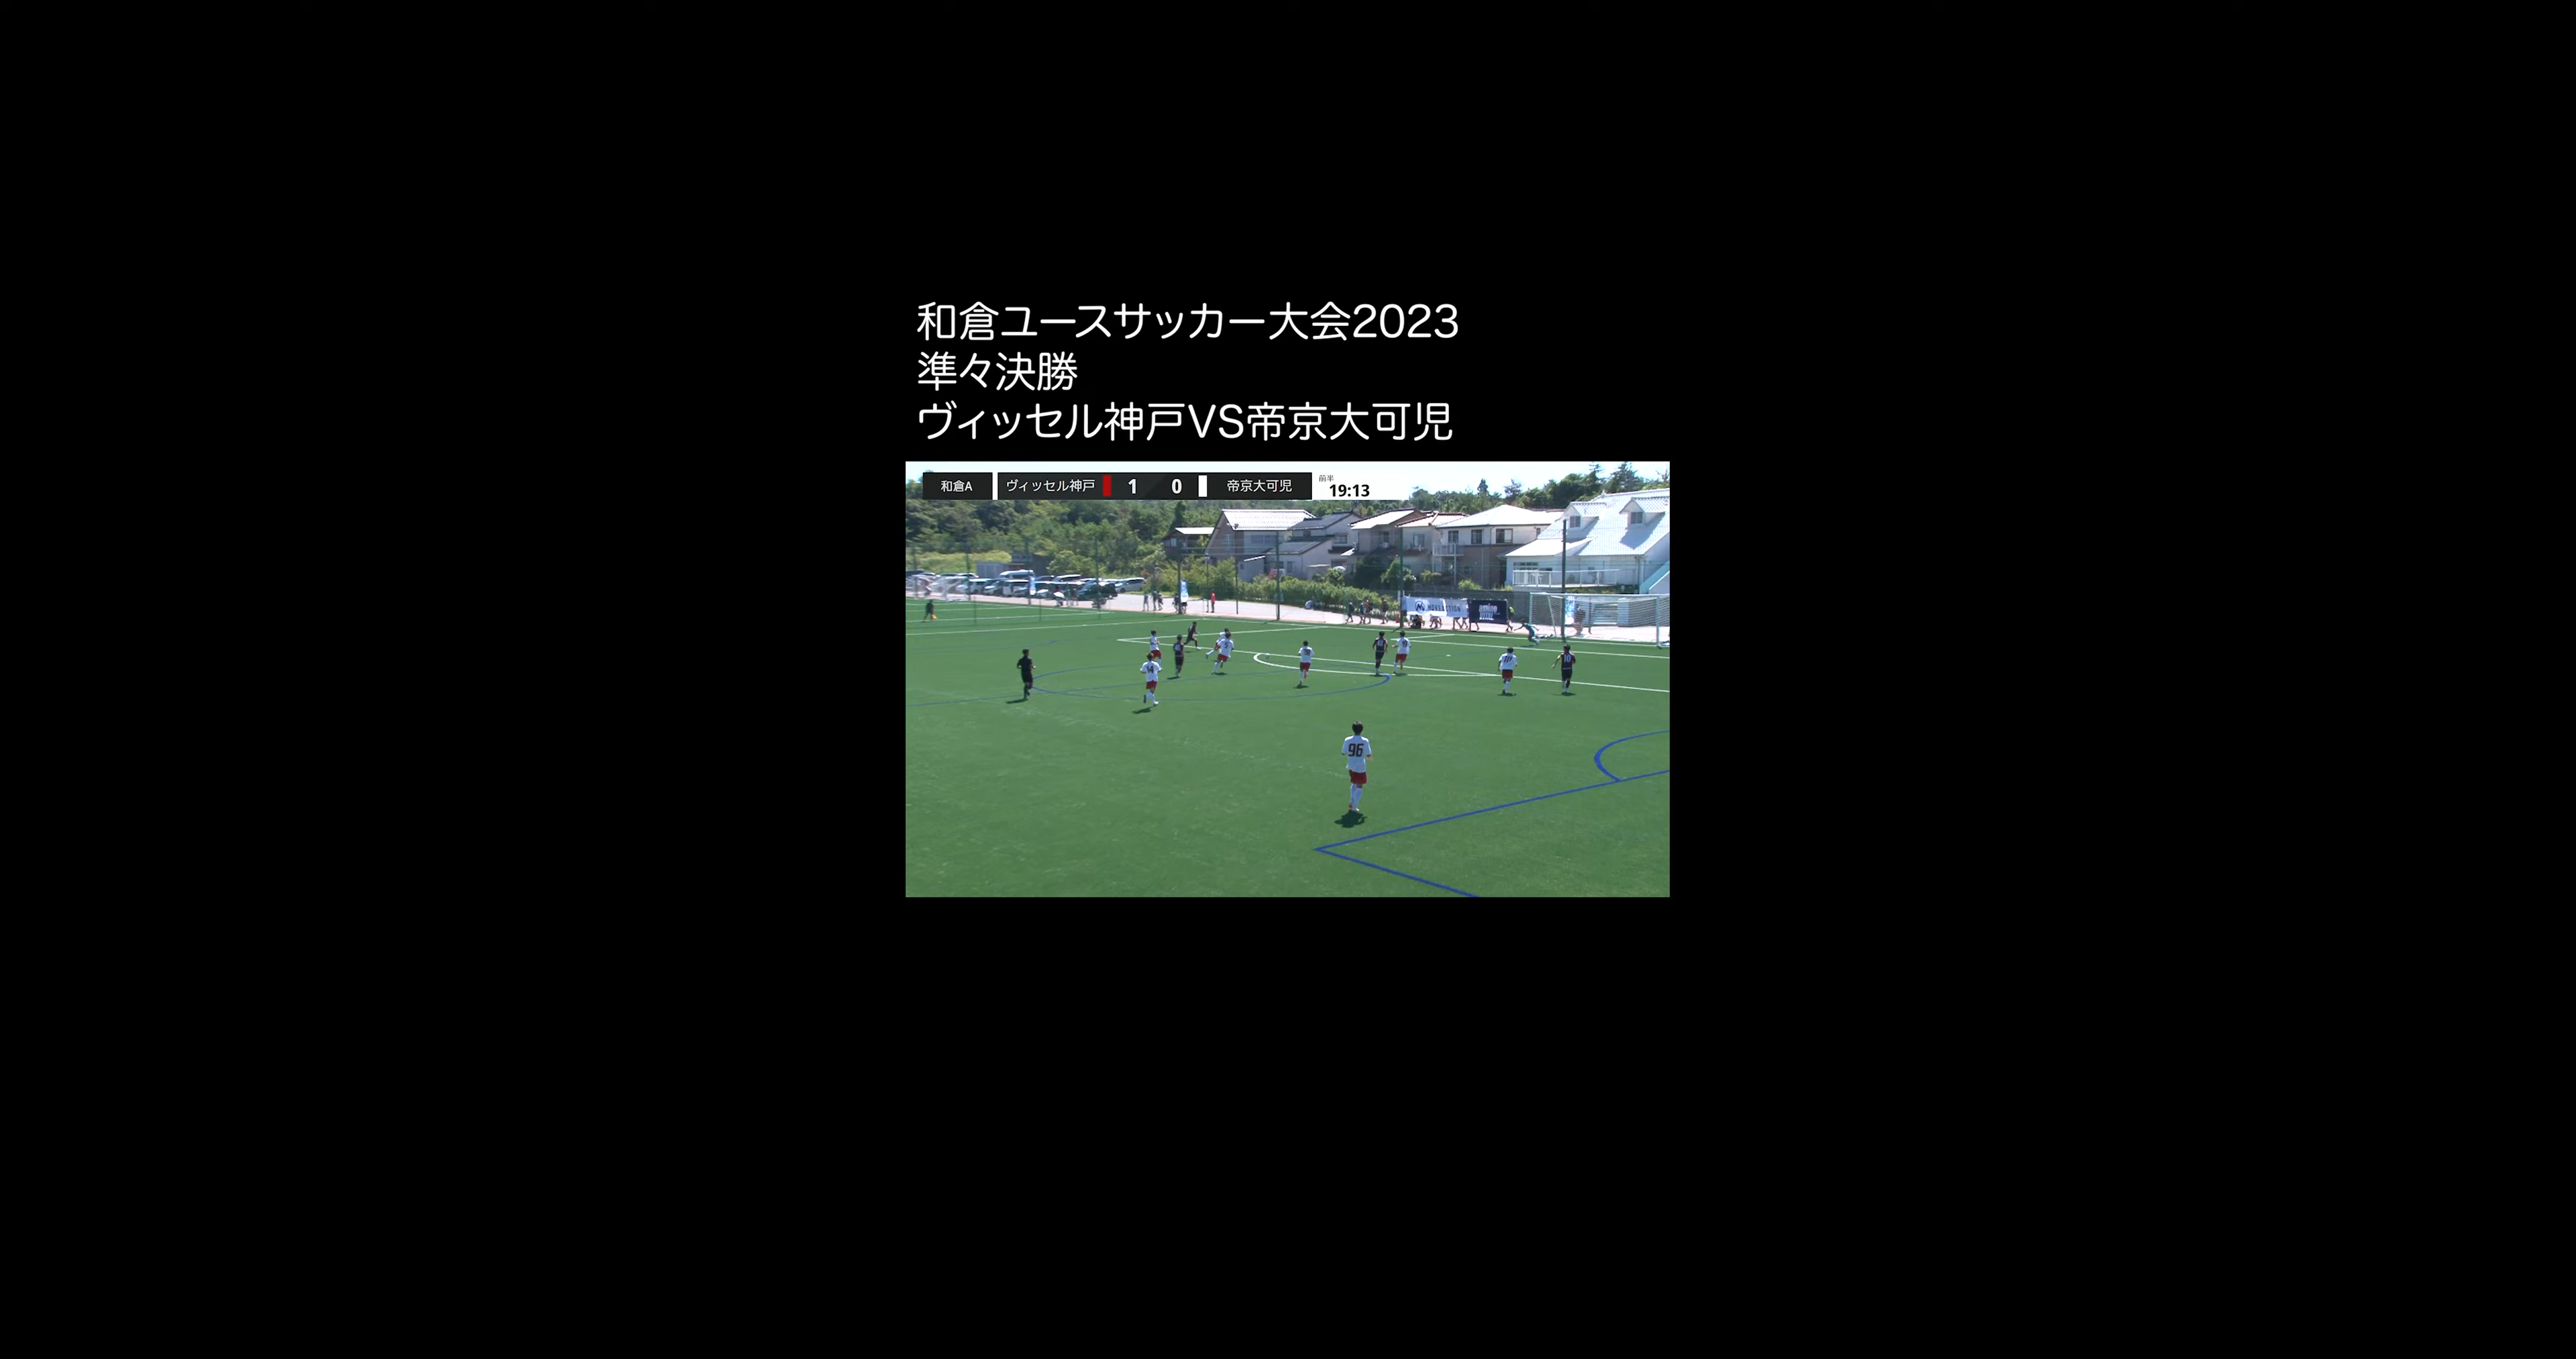 和倉ユースサッカー大会2023
準々決勝
ヴィッセル神戸VS帝京大可児
和倉A
ヴィッセル神戸 1 0 帝京大可児
前半
19:13
96
10